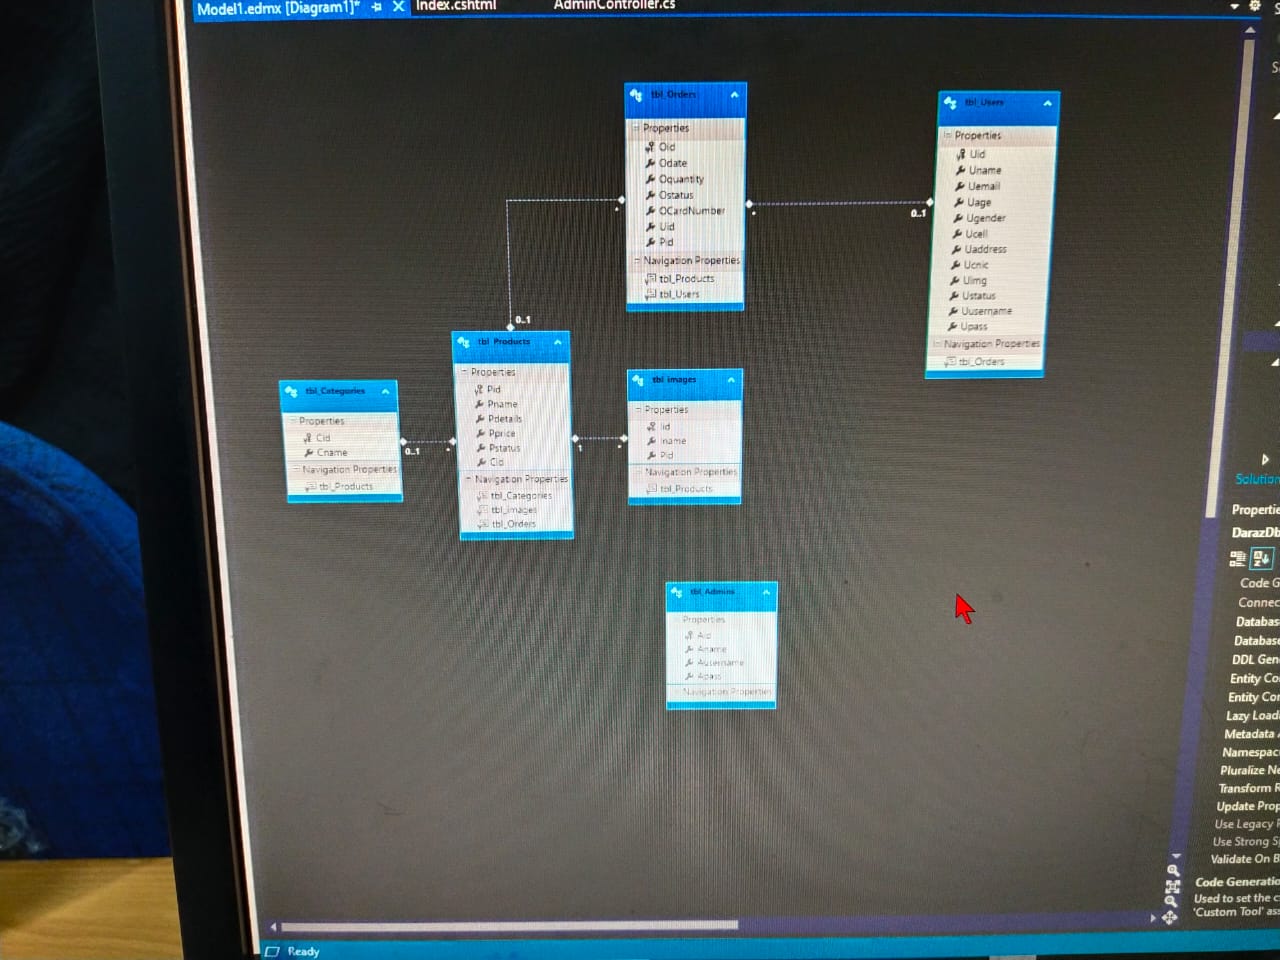 Model1.edmx [Diagram1]*
Index.cshtml
AdminController.cs
tbl_Orders
Properties
Oid
Odate
Oquantity
Ostatus
OCardNumber
Uid
Pid
Navigation Properties
tbl_Products
tbl_Users
tbl_Users
Properties
Uid
Uname
Uemail
Uage
Ugender
Ucell
Uaddress
Ucnic
Uimg
Ustatus
Uusername
Upass
Navigation Properties
tbl_Orders
*
*
0..1
0..1
tbl_Products
Properties
Pid
Pname
Pdetails
Pprice
Pstatus
Cid
Navigation Properties
tbl_Categories
tbl_images
tbl_Orders
tbl_Categories
Properties
Cid
Cname
Navigation Properties
tbl_Products
0..1
*
1
*
tbl_images
Properties
Iid
Iname
Pid
Navigation Properties
tbl_Products
tbl_Admins
Properties
Aid
Aname
Ausername
Apass
Navigation Properties
Solution
Propertie
DarazDb
Code G
Connec
Databas
Databas
DDL Gen
Entity Co
Entity Con
Lazy Load
Metadata A
Namespac
Pluralize Ne
Transform R
Update Prop
Use Legacy P
Use Strong Sp
Validate On B
Code Generatio
Used to set the c
'Custom Tool' ass
Ready